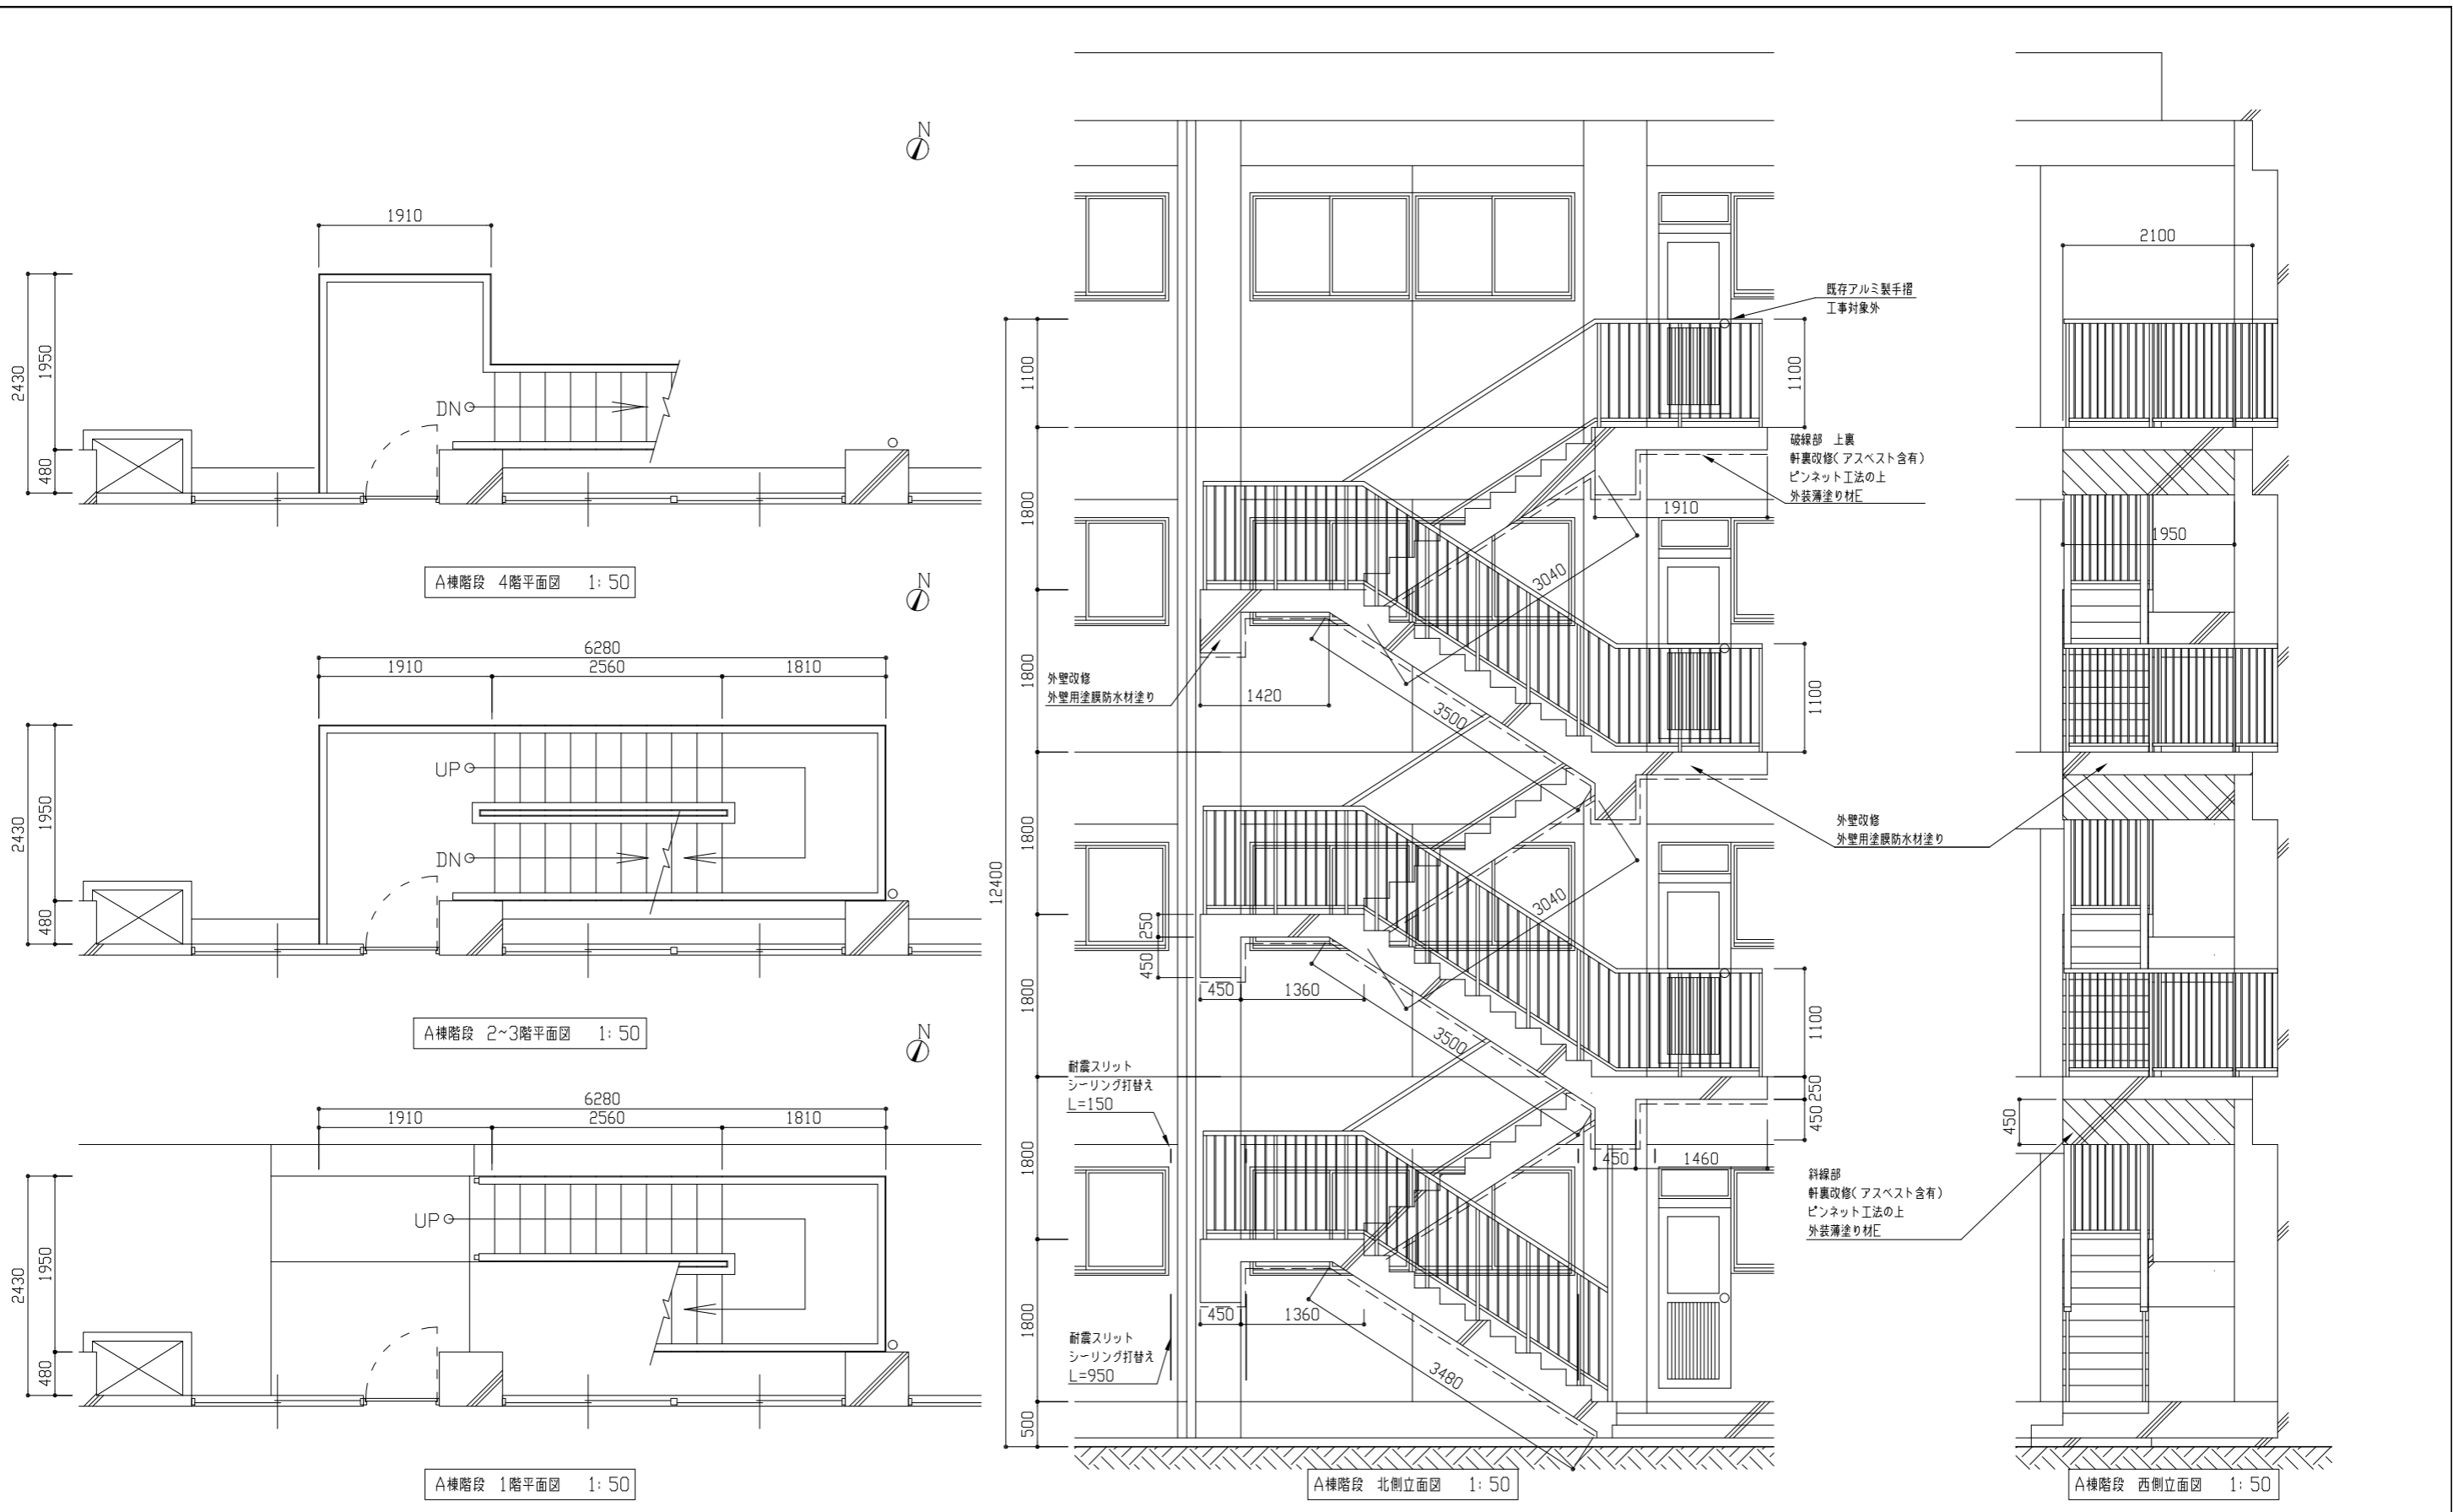 N
1910
2430
1950
480
DN
A棟階段 4階平面図 1:50
N
6280
1910 2560 1810
2430
1950
480
UP
DN
A棟階段 2~3階平面図 1:50
N
6280
1910 2560 1810
2430
1950
480
UP
A棟階段 1階平面図 1:50
12400
1100
1800
1800
1800
1800
1800
1800
500
既存アルミ製手摺
工事対象外
1100
破線部 上裏
軒裏改修(アスベスト含有)
ピンネット工法の上
外装薄塗り材E
1910
3040
外壁改修
外壁用塗膜防水材塗り
1420
3500
1100
外壁改修
外壁用塗膜防水材塗り
3040
250
450
450 1360
3500
1100
250
450
耐震スリット
シーリング打替え
L=150
450 1460
斜線部
軒裏改修(アスベスト含有)
ピンネット工法の上
外装薄塗り材E
450 1360
耐震スリット
シーリング打替え
L=950
3480
A棟階段 北側立面図 1:50
2100
1950
450
A棟階段 西側立面図 1:50